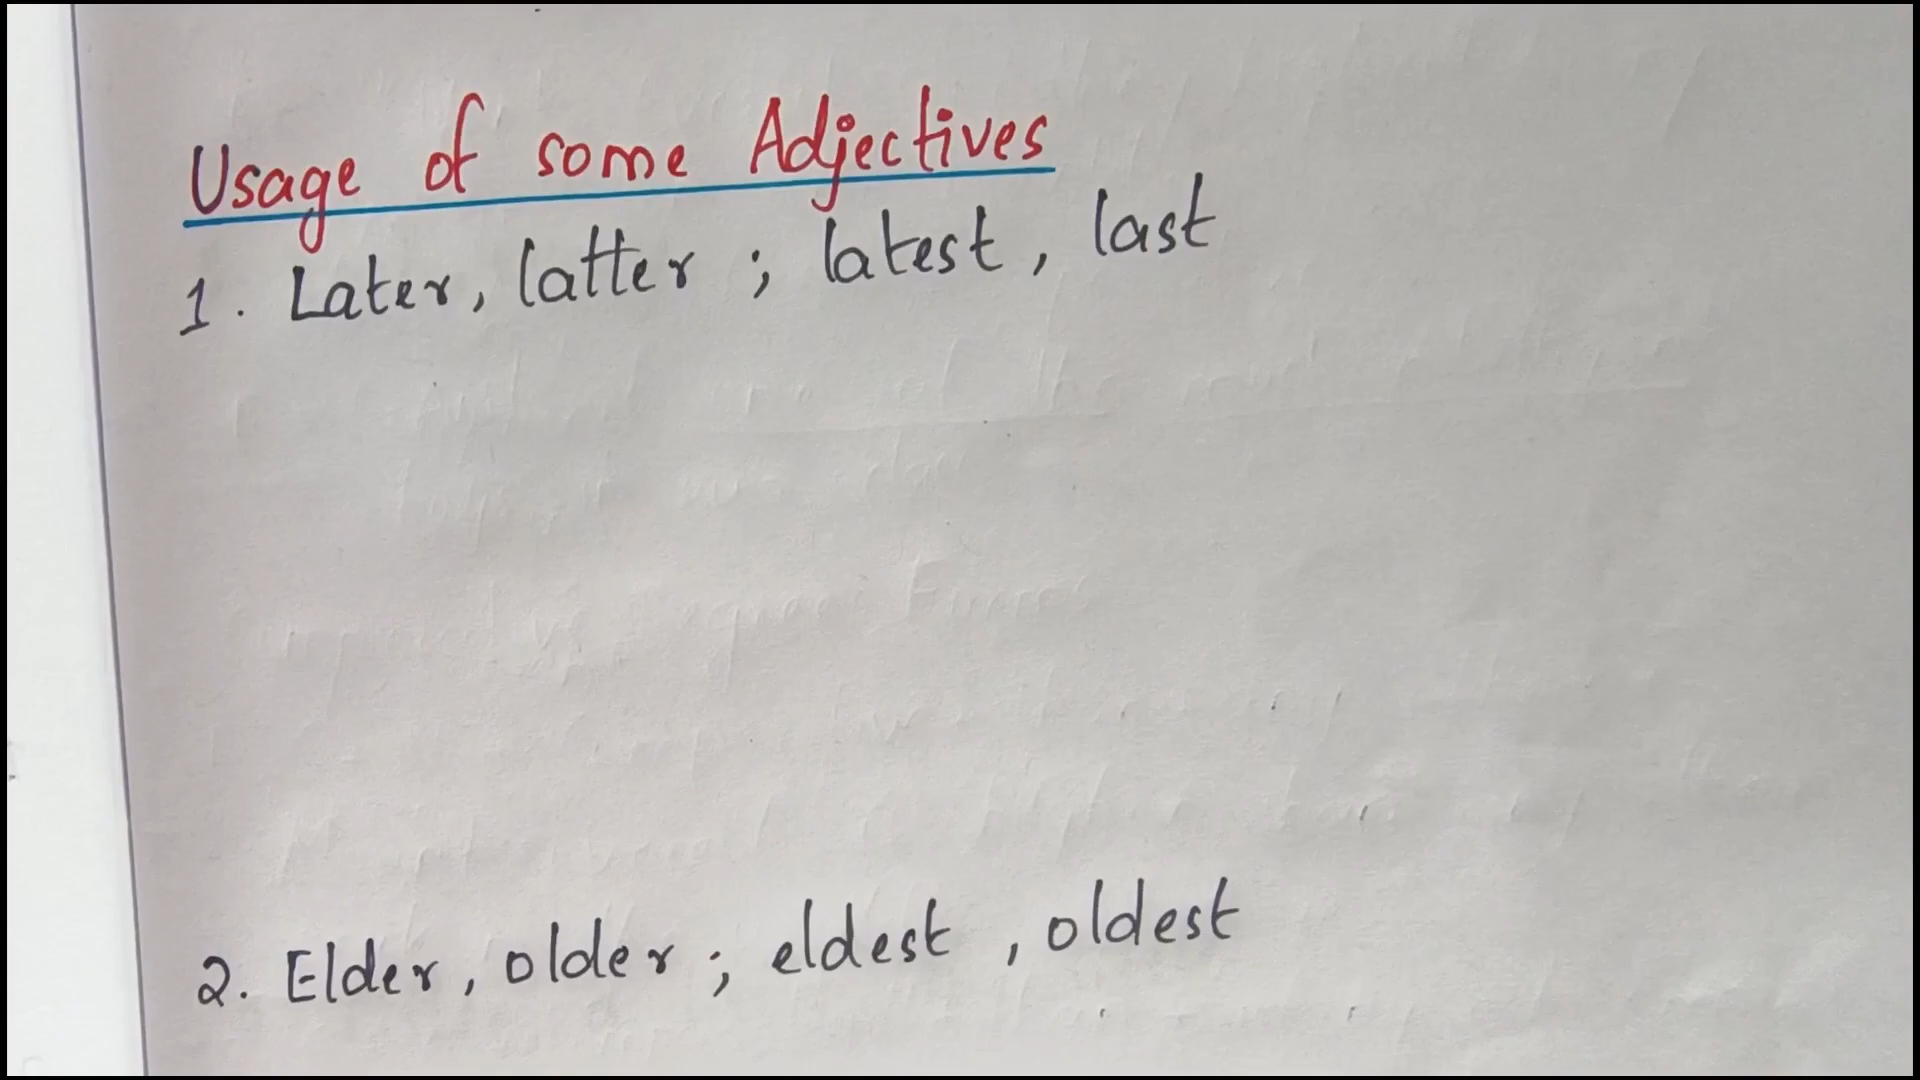 Usage of some Adjectives
1. Later, latter ; latest, last
2. Elder, older ; eldest , oldest